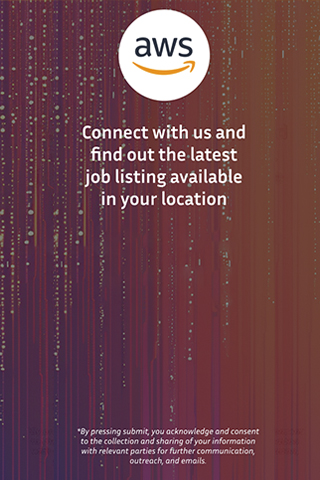 aws
Connect with us and
find out the latest
job listing available
in your location
*By pressing submit, you acknowledge and consent
to the collection and sharing of your information
with relevant parties for further communication,
outreach, and emails.